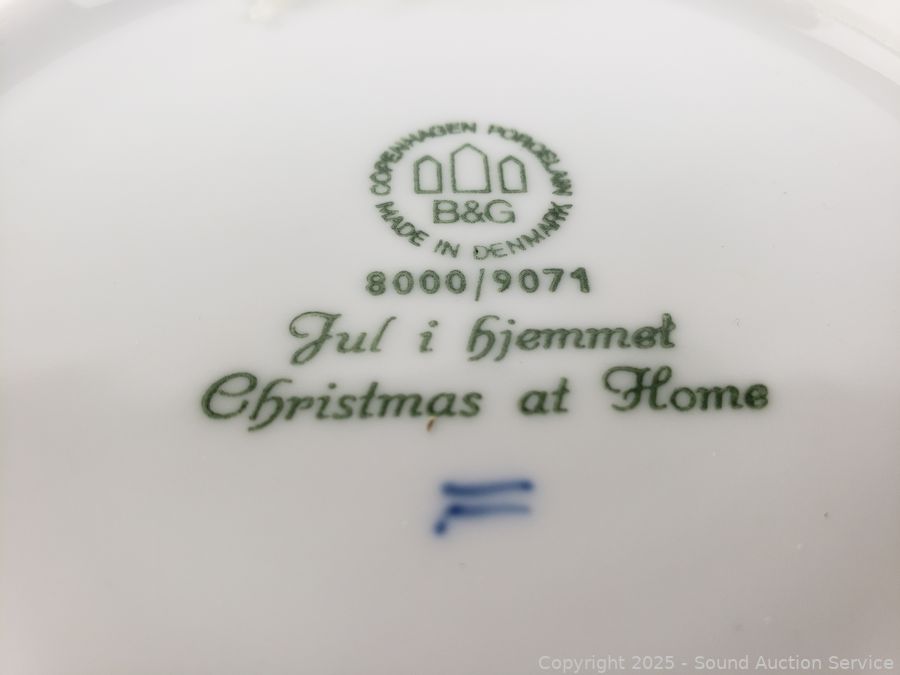 COPENHAGEN PORCELAIN
B&G
MADE IN DENMARK
8000/9071
Jul i hjemmet
Christmas at Home
Copyright 2025 - Sound Auction Service